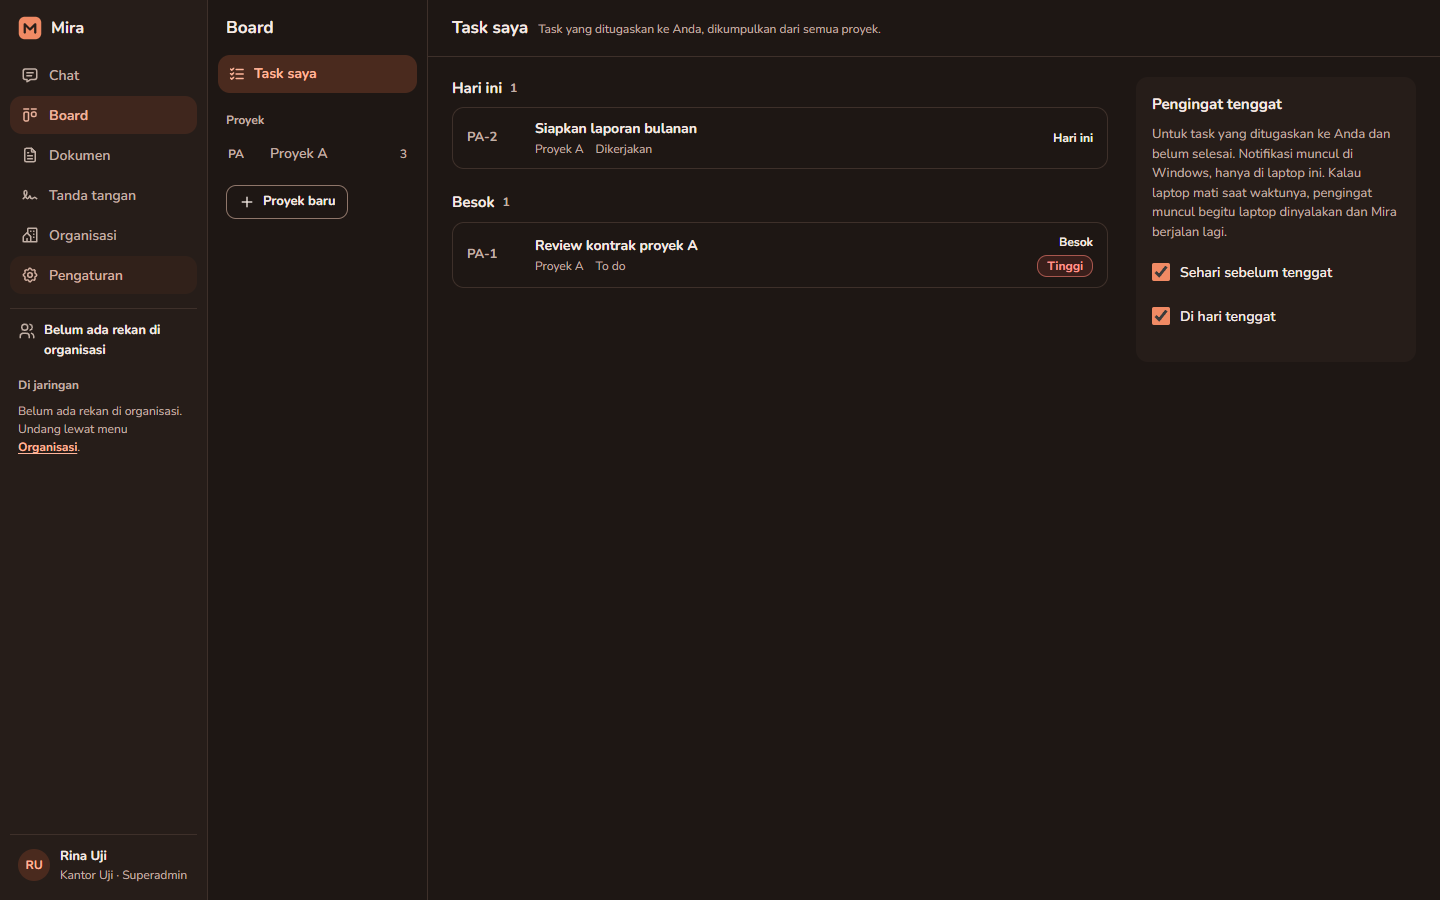 Mira
Chat
Board
Dokumen
Tanda tangan
Organisasi
Pengaturan
Belum ada rekan di
organisasi
Di jaringan
Belum ada rekan di organisasi.
Undang lewat menu
Organisasi.
RU
Rina Uji
Kantor Uji · Superadmin
Board
Task saya
Proyek
PA Proyek A 3
Proyek baru
Task saya Task yang ditugaskan ke Anda, dikumpulkan dari semua proyek.
Hari ini 1
PA-2
Siapkan laporan bulanan
Proyek A Dikerjakan
Hari ini
Besok 1
PA-1
Review kontrak proyek A
Proyek A To do
Besok
Tinggi
Pengingat tenggat
Untuk task yang ditugaskan ke Anda dan
belum selesai. Notifikasi muncul di
Windows, hanya di laptop ini. Kalau
laptop mati saat waktunya, pengingat
muncul begitu laptop dinyalakan dan Mira
berjalan lagi.
Sehari sebelum tenggat
Di hari tenggat